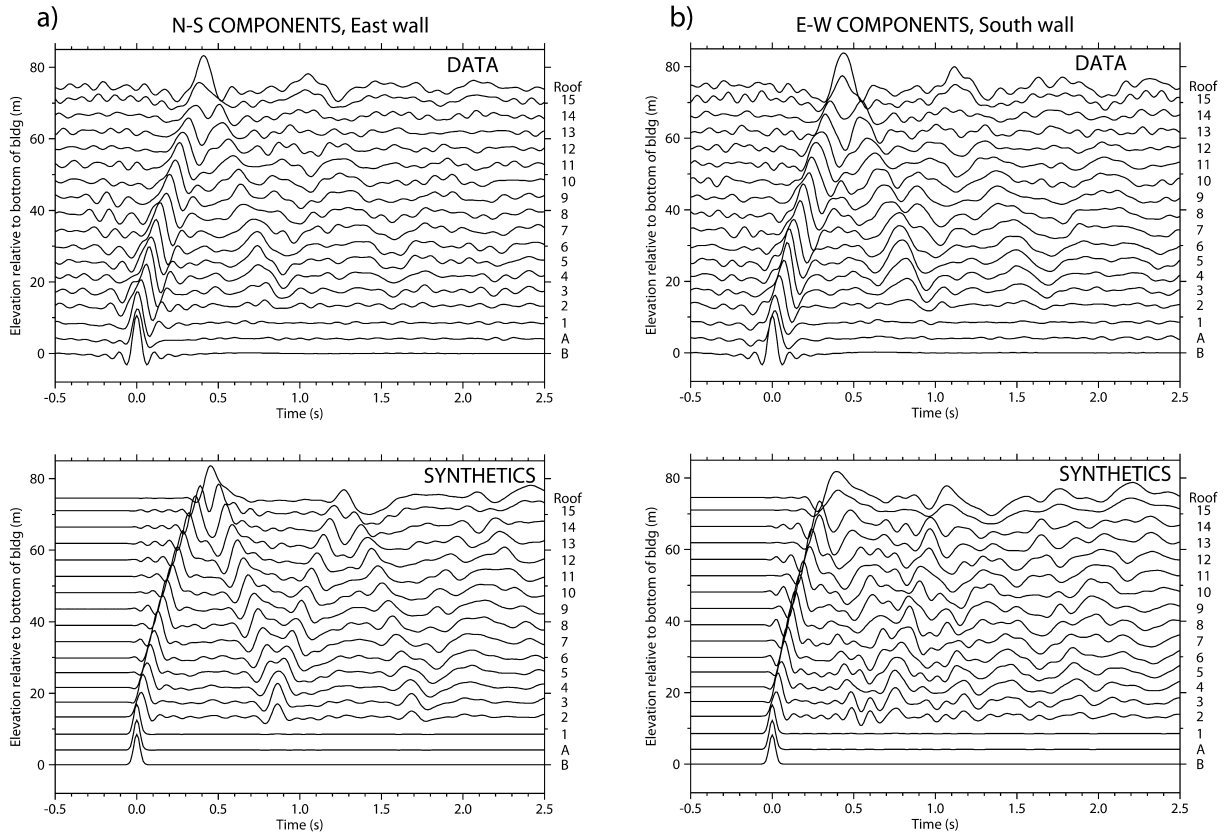 a)
N-S COMPONENTS, East wall
DATA
Elevation relative to bottom of bldg (m)
80
60
40
20
0
Roof
15
14
13
12
11
10
9
8
7
6
5
4
3
2
1
A
B
-0.5 0.0 0.5 1.0 1.5 2.0 2.5
Time (s)
b)
E-W COMPONENTS, South wall
DATA
Elevation relative to bottom of bldg (m)
80
60
40
20
0
Roof
15
14
13
12
11
10
9
8
7
6
5
4
3
2
1
A
B
-0.5 0.0 0.5 1.0 1.5 2.0 2.5
Time (s)
SYNTHETICS
Elevation relative to bottom of bldg (m)
80
60
40
20
0
Roof
15
14
13
12
11
10
9
8
7
6
5
4
3
2
1
A
B
-0.5 0.0 0.5 1.0 1.5 2.0 2.5
Time (s)
SYNTHETICS
Elevation relative to bottom of bldg (m)
80
60
40
20
0
Roof
15
14
13
12
11
10
9
8
7
6
5
4
3
2
1
A
B
-0.5 0.0 0.5 1.0 1.5 2.0 2.5
Time (s)